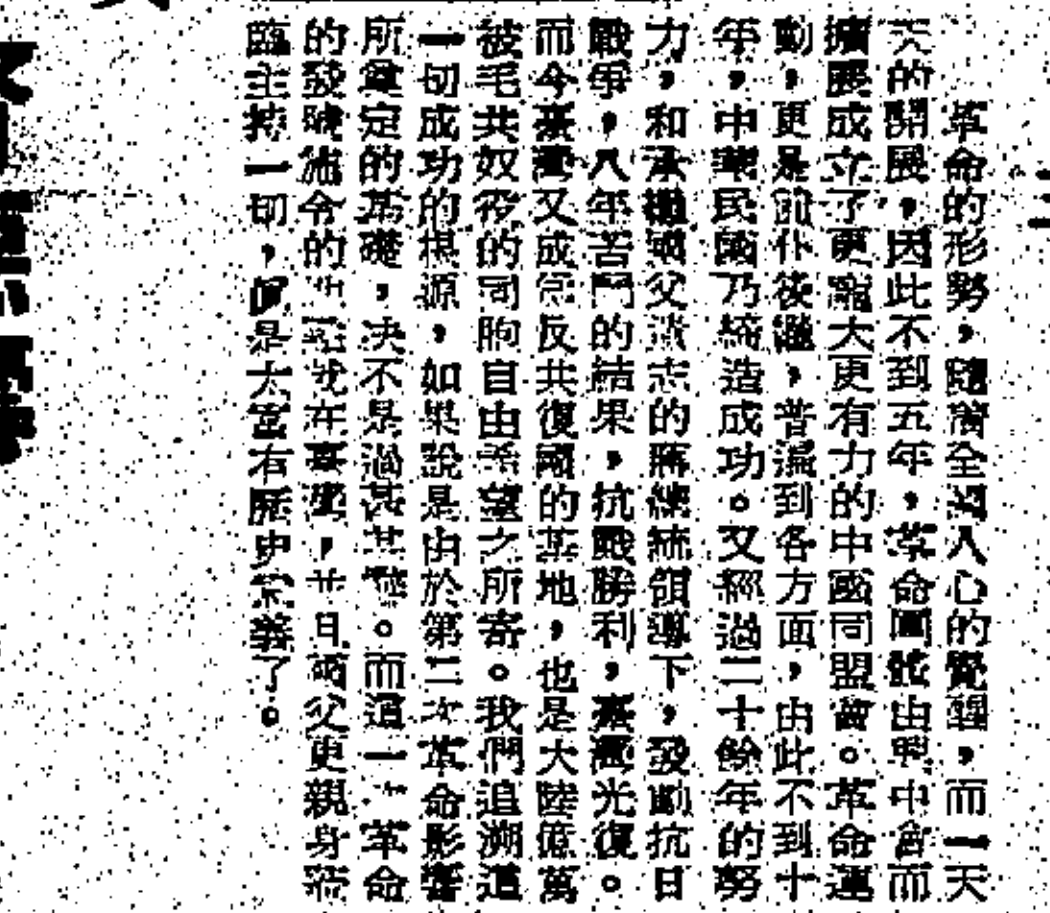 革命的形勢，隨着全國人心的覺醒，而一天
天的開展，因此不到五年，革命團體由興中會而
擴展成立了更龐大更有力的中國同盟會。革命運
動，更是前仆後繼，普遍到各方面，由此不到十
年，中華民國乃締造成功。又經過二十餘年的努
力，和承繼國父遺志的蔣總統領導下，發動抗日
戰爭，八年苦鬥的結果，抗戰勝利，臺灣光復。
而今臺灣又成為反共復國的基地，也是大陸億萬
被毛共奴役的同胞自由希望之所寄。我們追溯這
一切成功的根源，如果說是由於第二次革命影響
所奠定的基礎，決不是過甚其詞。而這一次革命
的發號施令的地點就在臺灣，並且國父更親身蒞
臨主持一切，真是太富有歷史意義了。